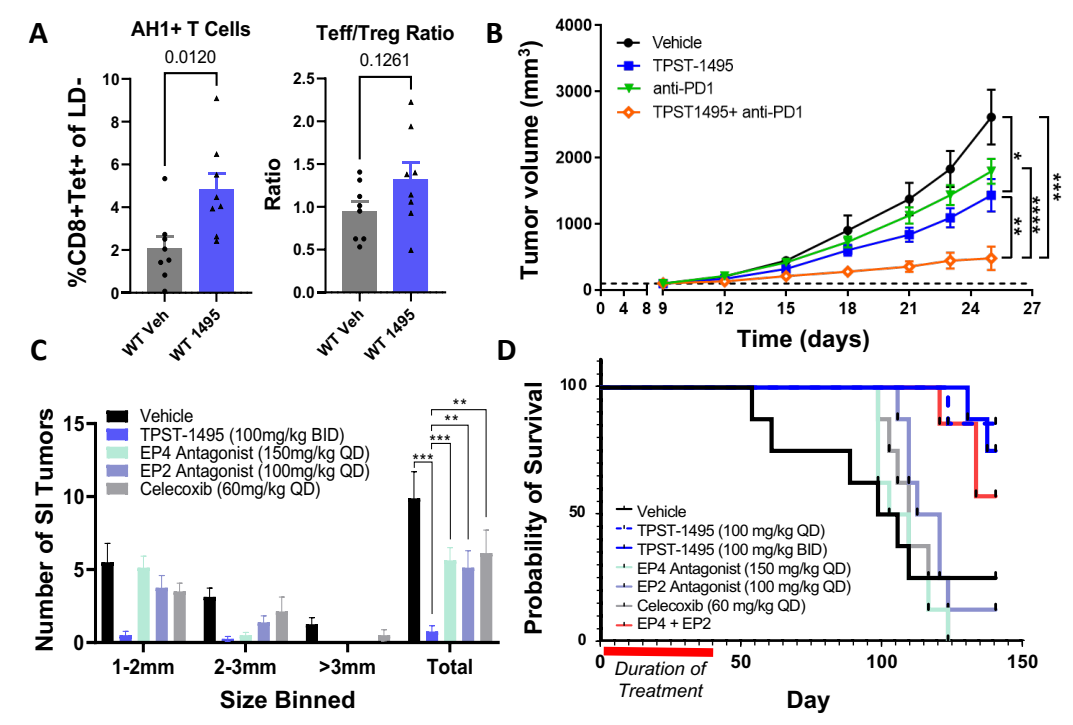 A
AH1+ T Cells
0.0120
%CD8+Tet+ of LD-
10
8
6
4
2
0
WT Veh
WT 1495
Teff/Treg Ratio
0.1261
Ratio
2.5
2.0
1.5
1.0
0.5
0.0
WT Veh
WT 1495
B
Tumor volume (mm³)
4000
3000
2000
1000
0
Vehicle
TPST-1495
anti-PD1
TPST1495+ anti-PD1
*
**
****
***
0 4 8 9 12 15 18 21 24 27
Time (days)
C
Number of SI Tumors
15
10
5
0
Vehicle
TPST-1495 (100mg/kg BID)
EP4 Antagonist (150mg/kg QD)
EP2 Antagonist (100mg/kg QD)
Celecoxib (60mg/kg QD)
**
**
***
***
1-2mm 2-3mm >3mm Total
Size Binned
D
Probability of Survival
100
50
0
Vehicle
TPST-1495 (100 mg/kg QD)
TPST-1495 (100 mg/kg BID)
EP4 Antagonist (150 mg/kg QD)
EP2 Antagonist (100 mg/kg QD)
Celecoxib (60 mg/kg QD)
EP4 + EP2
0 50 100 150
Duration of
Treatment
Day